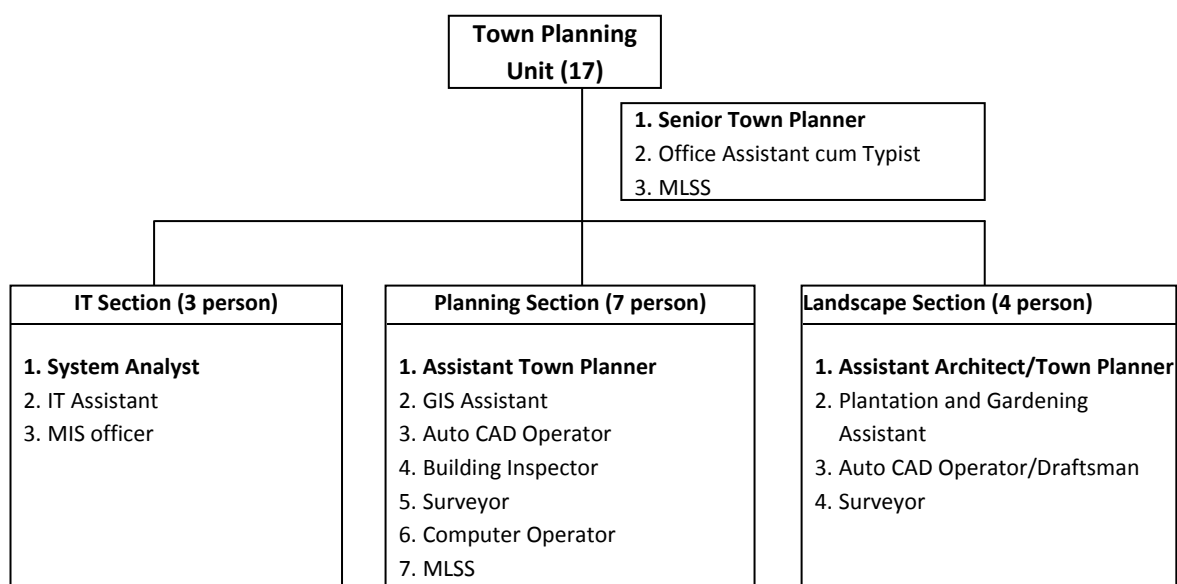 Town Planning
Unit (17)
1. Senior Town Planner
2. Office Assistant cum Typist
3. MLSS
IT Section (3 person)
1. System Analyst
2. IT Assistant
3. MIS officer
Planning Section (7 person)
1. Assistant Town Planner
2. GIS Assistant
3. Auto CAD Operator
4. Building Inspector
5. Surveyor
6. Computer Operator
7. MLSS
Landscape Section (4 person)
1. Assistant Architect/Town Planner
2. Plantation and Gardening
Assistant
3. Auto CAD Operator/Draftsman
4. Surveyor